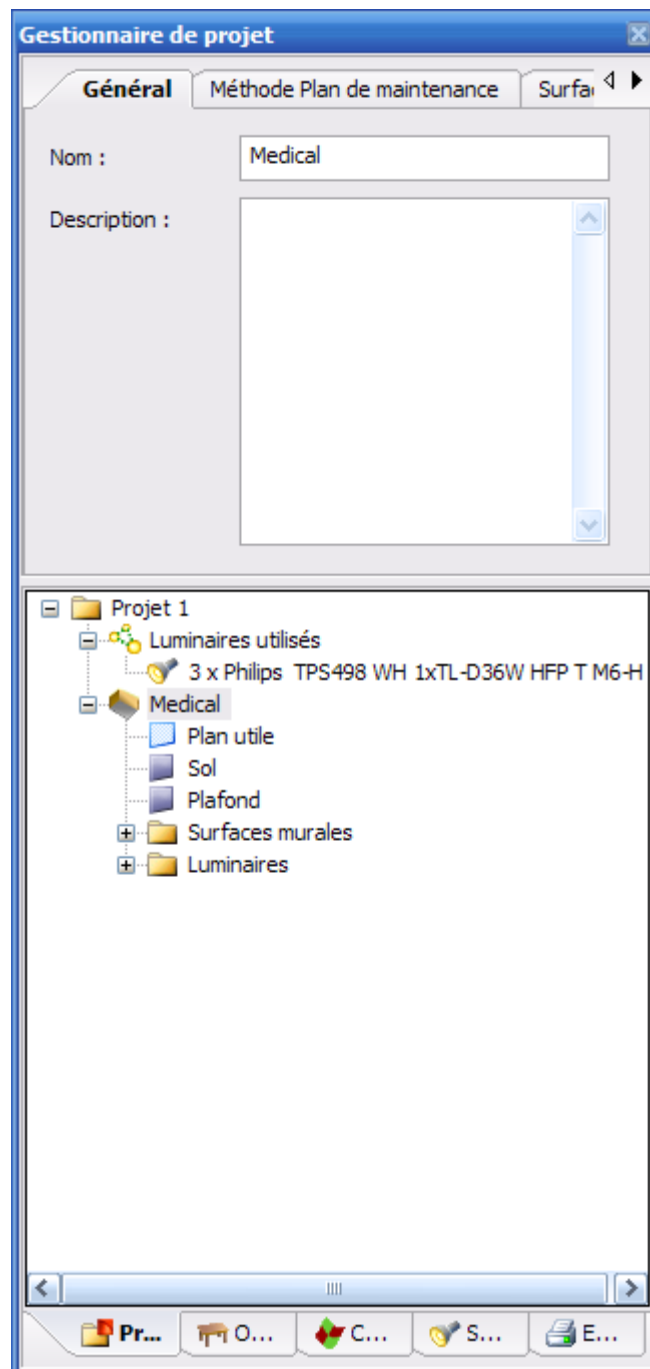 Gestionnaire de projet
Général Méthode Plan de maintenance Surfa
Nom : Medical
Description :
Projet 1
Luminaires utilisés
3 x Philips TPS498 WH 1xTL-D36W HFP T M6-H
Medical
Plan utile
Sol
Plafond
Surfaces murales
Luminaires
Pr... O... C... S... E...